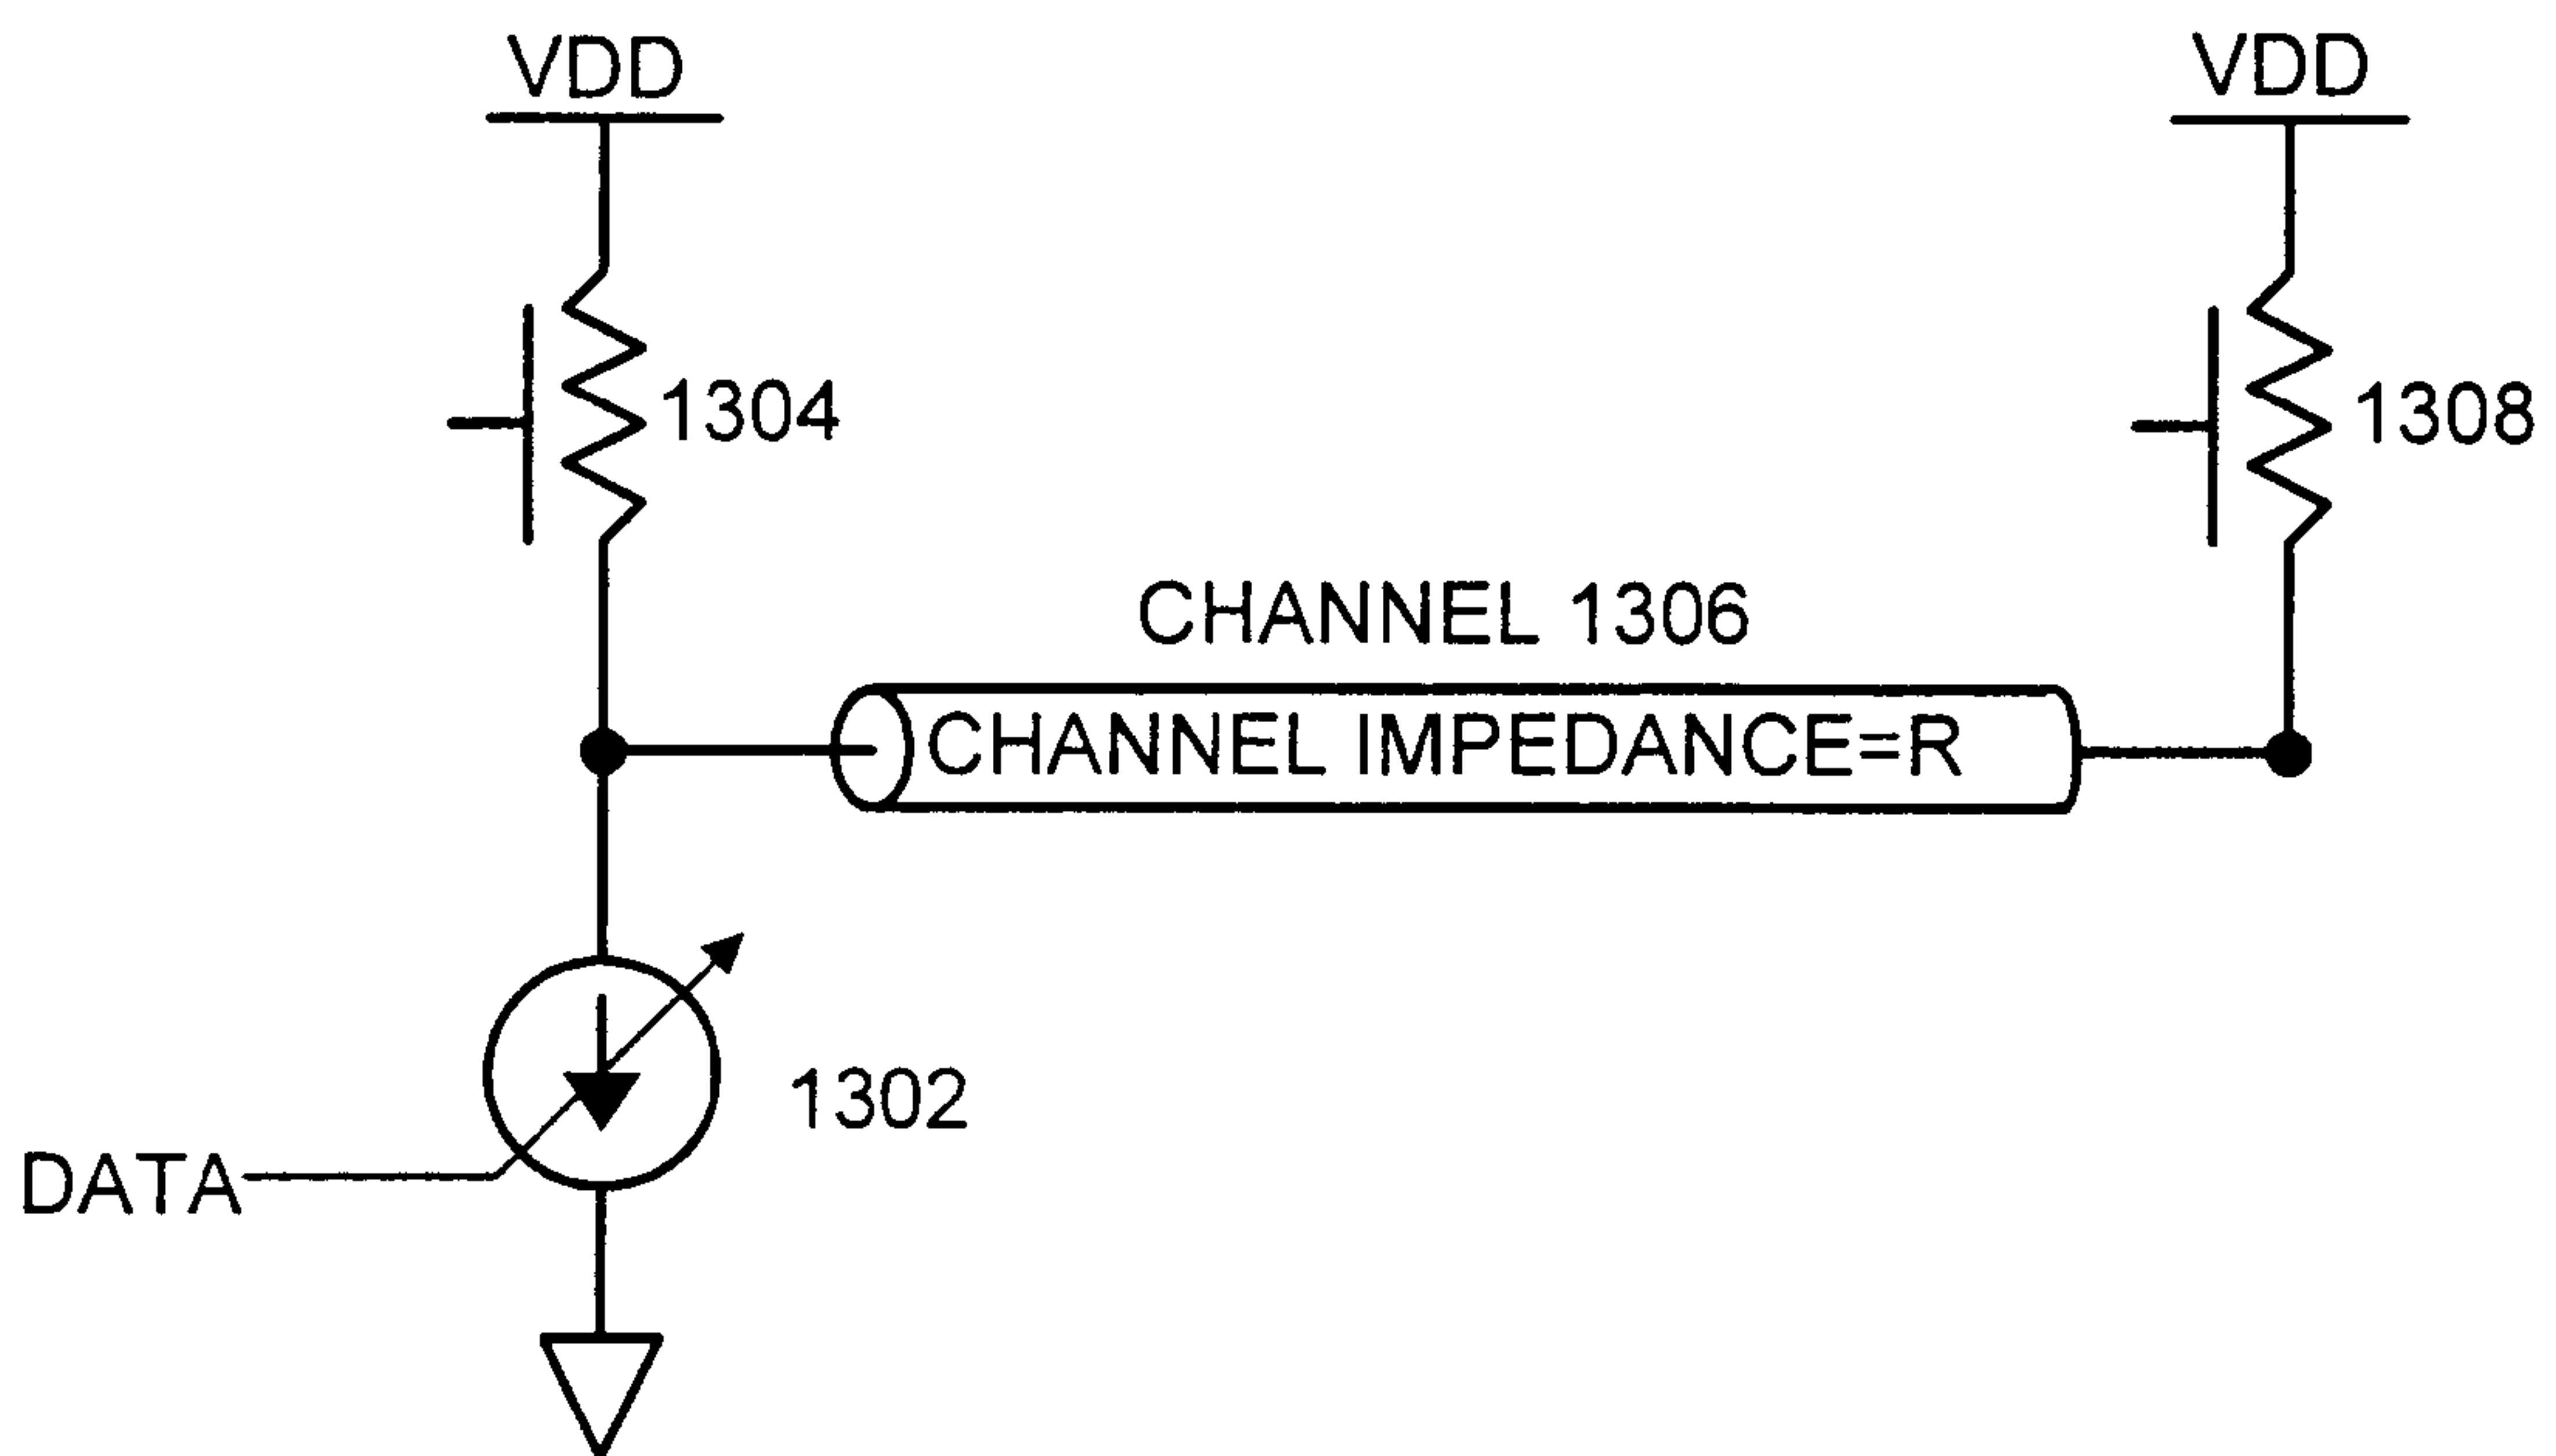 VDD
VDD
1304
1308
CHANNEL 1306
CHANNEL IMPEDANCE=R
1302
DATA